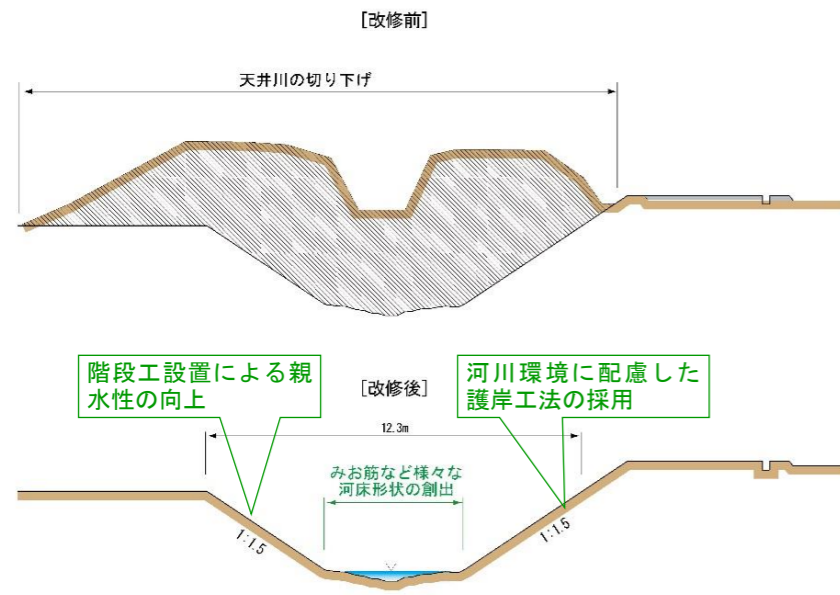 [改修前]
天井川の切り下げ
階段工設置による親
水性の向上
[改修後]
河川環境に配慮した
護岸工法の採用
12.3m
みお筋など様々な
河床形状の創出
1:1.5
1:1.5